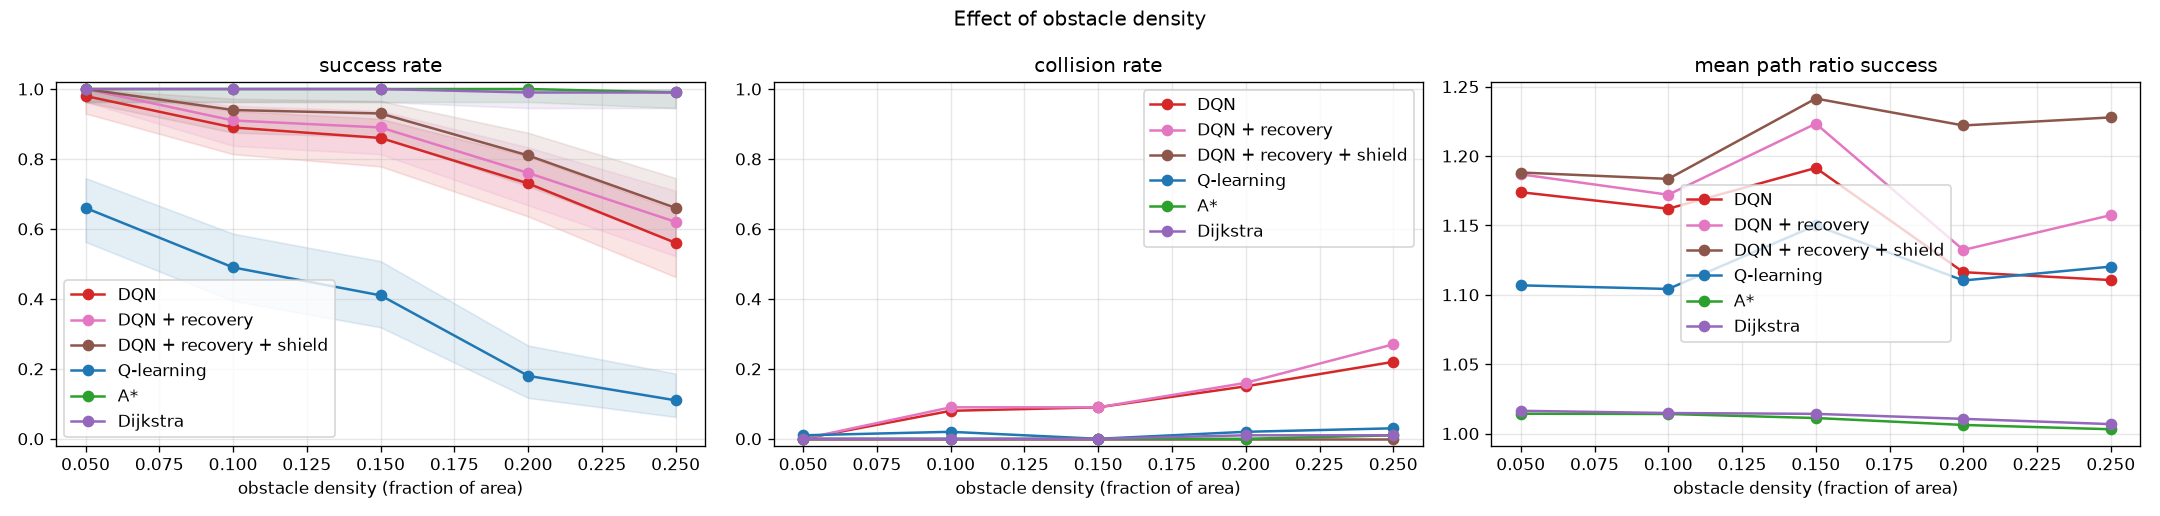 Effect of obstacle density
success rate
1.0
0.8
0.6
0.4
0.2
0.0
DQN
DQN + recovery
DQN + recovery + shield
Q-learning
A*
Dijkstra
0.050 0.075 0.100 0.125 0.150 0.175 0.200 0.225 0.250
obstacle density (fraction of area)
collision rate
1.0
0.8
0.6
0.4
0.2
0.0
DQN
DQN + recovery
DQN + recovery + shield
Q-learning
A*
Dijkstra
0.050 0.075 0.100 0.125 0.150 0.175 0.200 0.225 0.250
obstacle density (fraction of area)
mean path ratio success
1.25
1.20
1.15
1.10
1.05
1.00
DQN
DQN + recovery
DQN + recovery + shield
Q-learning
A*
Dijkstra
0.050 0.075 0.100 0.125 0.150 0.175 0.200 0.225 0.250
obstacle density (fraction of area)